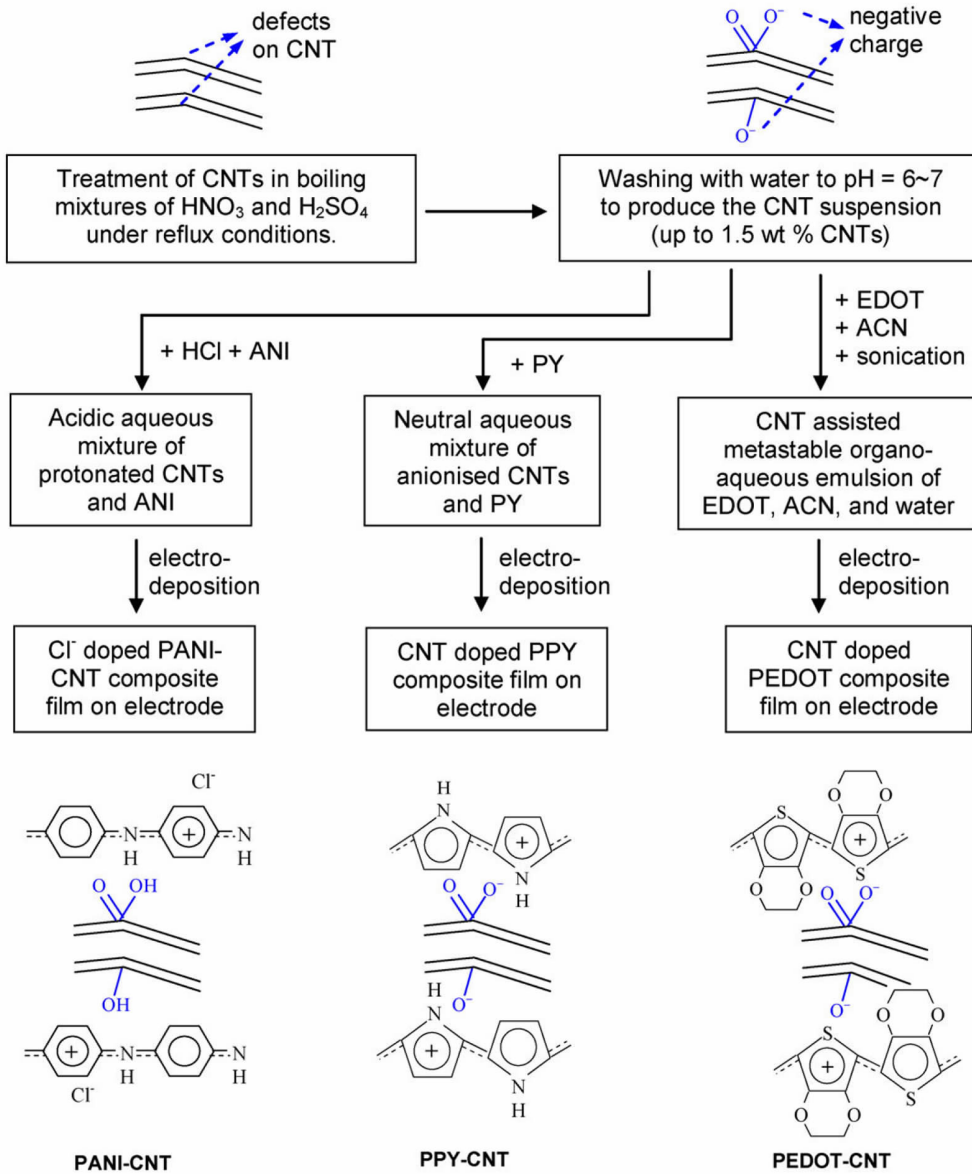 defects
on CNT
negative
charge
O
O⁻
O⁻
Treatment of CNTs in boiling
mixtures of HNO₃ and H₂SO₄
under reflux conditions.
Washing with water to pH = 6~7
to produce the CNT suspension
(up to 1.5 wt % CNTs)
+ HCl + ANI
+ PY
+ EDOT
+ ACN
+ sonication
Acidic aqueous
mixture of
protonated CNTs
and ANI
Neutral aqueous
mixture of
anionised CNTs
and PY
CNT assisted
metastable organo-
aqueous emulsion of
EDOT, ACN, and water
electro-
deposition
electro-
deposition
electro-
deposition
Cl⁻ doped PANI-
CNT composite
film on electrode
CNT doped PPY
composite film on
electrode
CNT doped
PEDOT composite
film on electrode
Cl⁻
N
H
+
N
H
O
OH
OH
+
N
H
N
H
Cl⁻
PANI-CNT
H
N
+
N
H
O
O⁻
O⁻
H
N
+
N
H
PPY-CNT
O
O
S
+
S
O
O
O
O⁻
O⁻
O
O
S
+
S
O
O
PEDOT-CNT